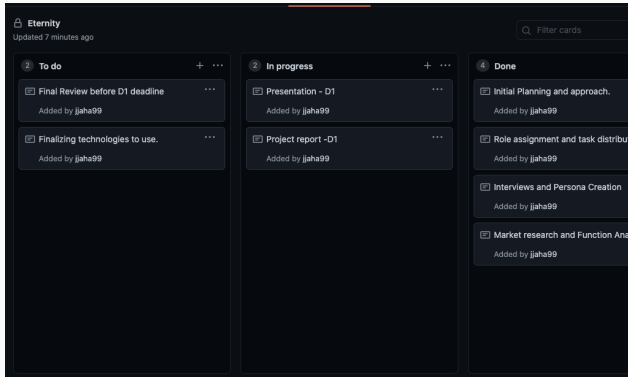 Eternity
Updated 7 minutes ago
Filter cards
2 To do
Final Review before D1 deadline
Added by jjaha99
Finalizing technologies to use.
Added by jjaha99
2 In progress
Presentation - D1
Added by jjaha99
Project report -D1
Added by jjaha99
4 Done
Initial Planning and approach.
Added by jjaha99
Role assignment and task distribu
Added by jjaha99
Interviews and Persona Creation
Added by jjaha99
Market research and Function Ana
Added by jjaha99